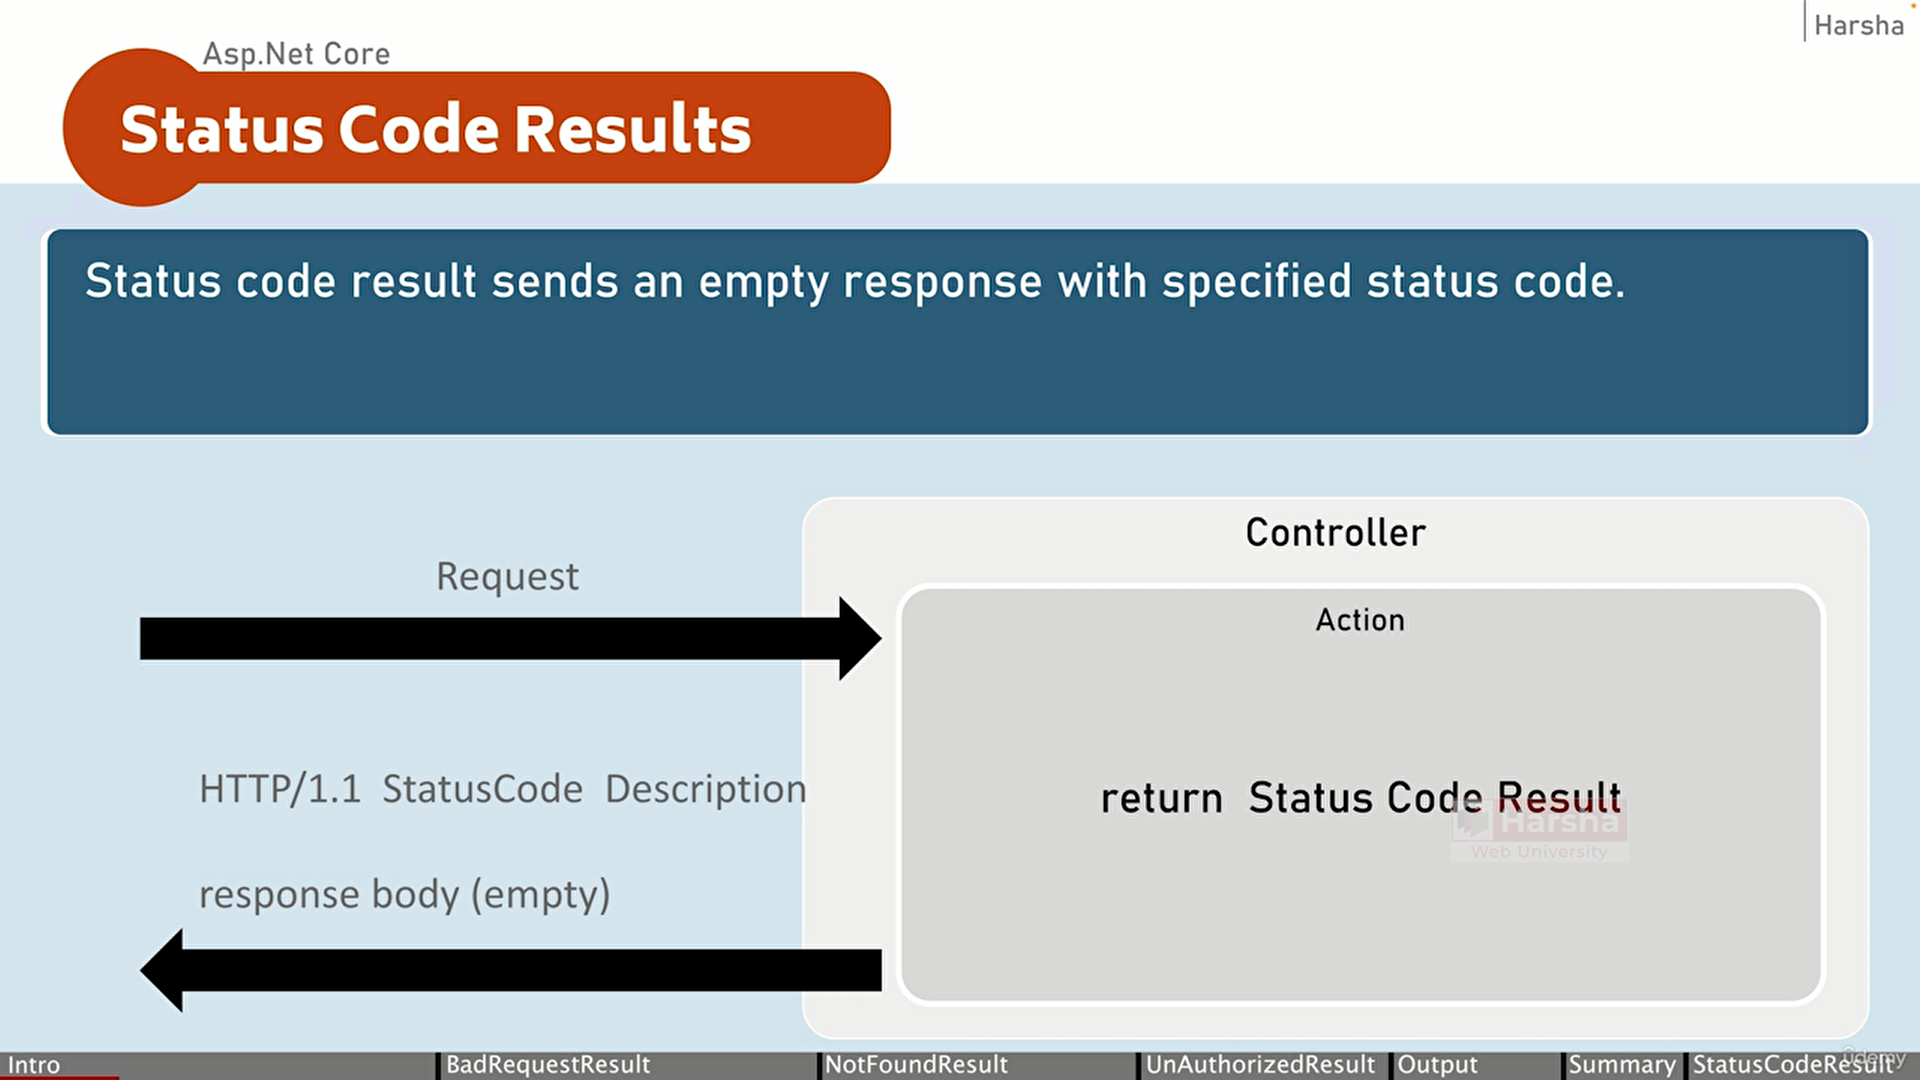 Harsha
Asp.Net Core
Status Code Results
Status code result sends an empty response with specified status code.
Controller
Request
Action
HTTP/1.1 StatusCode Description
return Status Code Result
Harsha
Web University
response body (empty)
Intro
BadRequestResult
NotFoundResult
UnAuthorizedResult
Output
Summary
StatusCodeResult
ûdemy